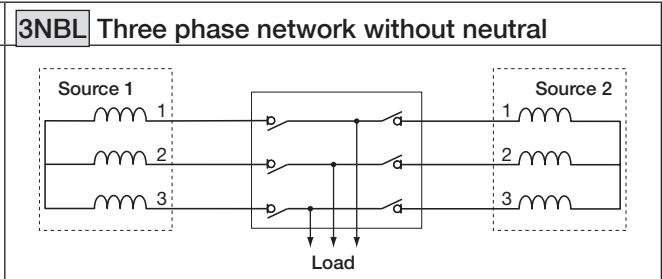 3NBL Three phase network without neutral
Source 1 Source 2
1 1
2 2
3 3
Load